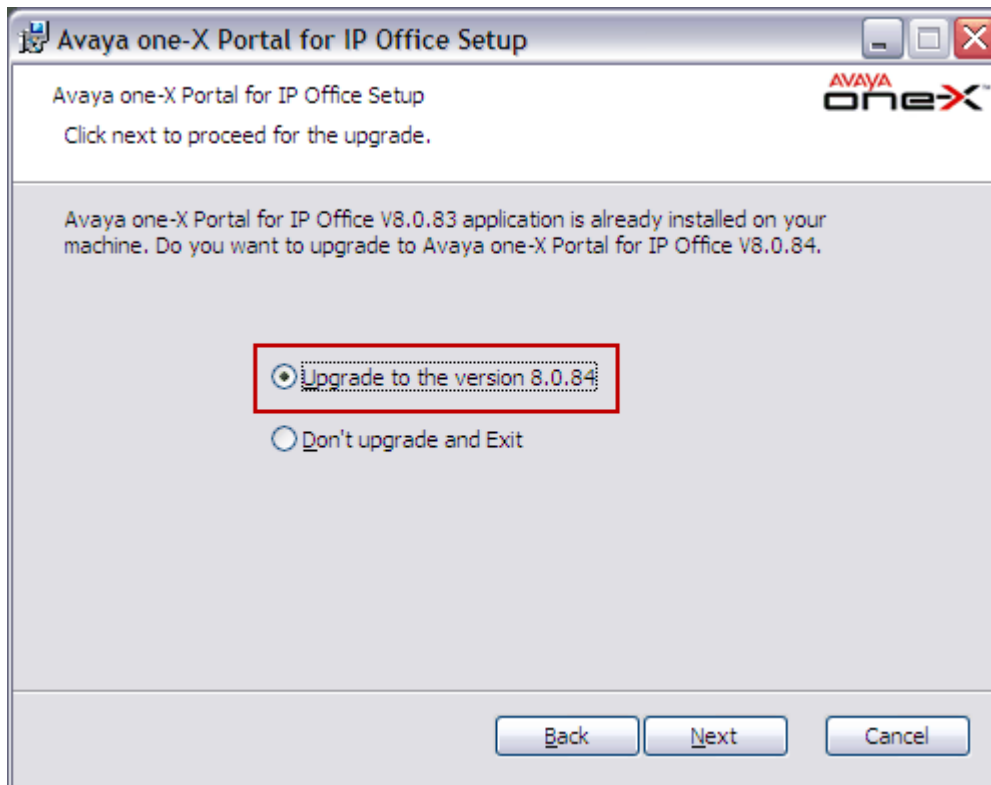 Avaya one-X Portal for IP Office Setup
Avaya one-X Portal for IP Office Setup
AVAYA
one-X™
Click next to proceed for the upgrade.
Avaya one-X Portal for IP Office V8.0.83 application is already installed on your
machine. Do you want to upgrade to Avaya one-X Portal for IP Office V8.0.84.
Upgrade to the version 8.0.84
Don't upgrade and Exit
Back
Next
Cancel